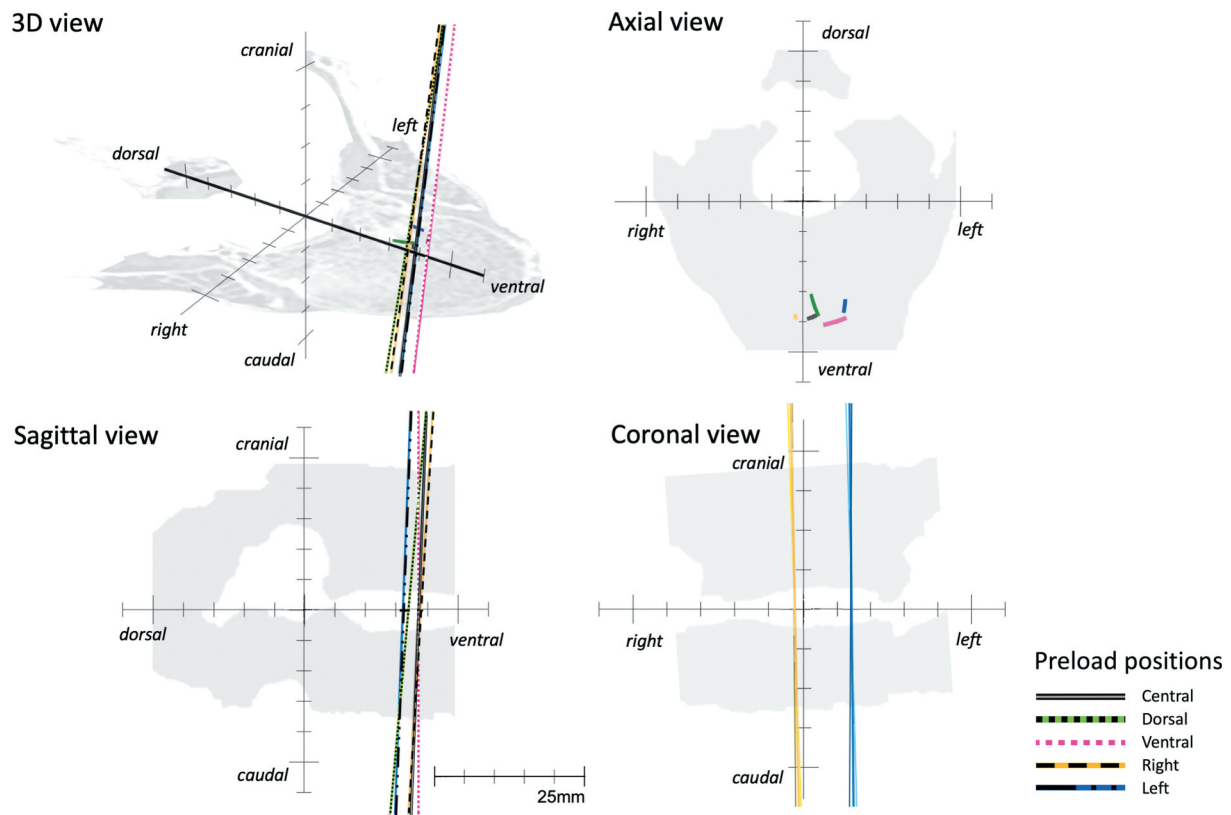 3D view
cranial
left
dorsal
ventral
right
caudal
Axial view
dorsal
right
left
ventral
Sagittal view
cranial
dorsal
ventral
caudal
25mm
Coronal view
cranial
right
left
caudal
Preload positions
Central
Dorsal
Ventral
Right
Left